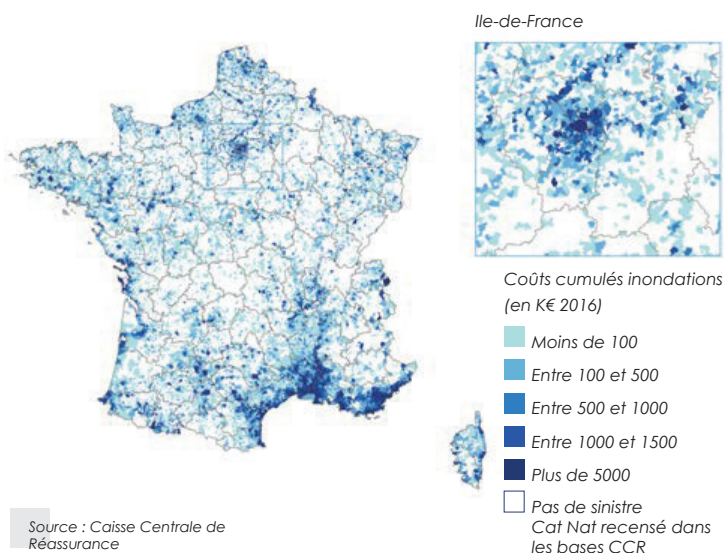 Ile-de-France
Coûts cumulés inondations
(en K€ 2016)
Moins de 100
Entre 100 et 500
Entre 500 et 1000
Entre 1000 et 1500
Plus de 5000
Pas de sinistre
Cat Nat recensé dans
les bases CCR
Source : Caisse Centrale de
Réassurance